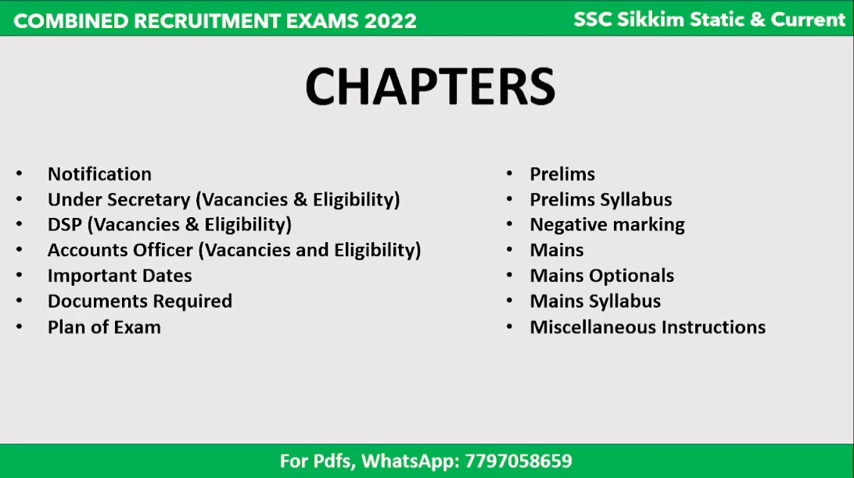 COMBINED RECRUITMENT EXAMS 2022
SSC Sikkim Static & Current
CHAPTERS
• Notification
• Under Secretary (Vacancies & Eligibility)
• DSP (Vacancies & Eligibility)
• Accounts Officer (Vacancies and Eligibility)
• Important Dates
• Documents Required
• Plan of Exam
• Prelims
• Prelims Syllabus
• Negative marking
• Mains
• Mains Optionals
• Mains Syllabus
• Miscellaneous Instructions
For Pdfs, WhatsApp: 7797058659